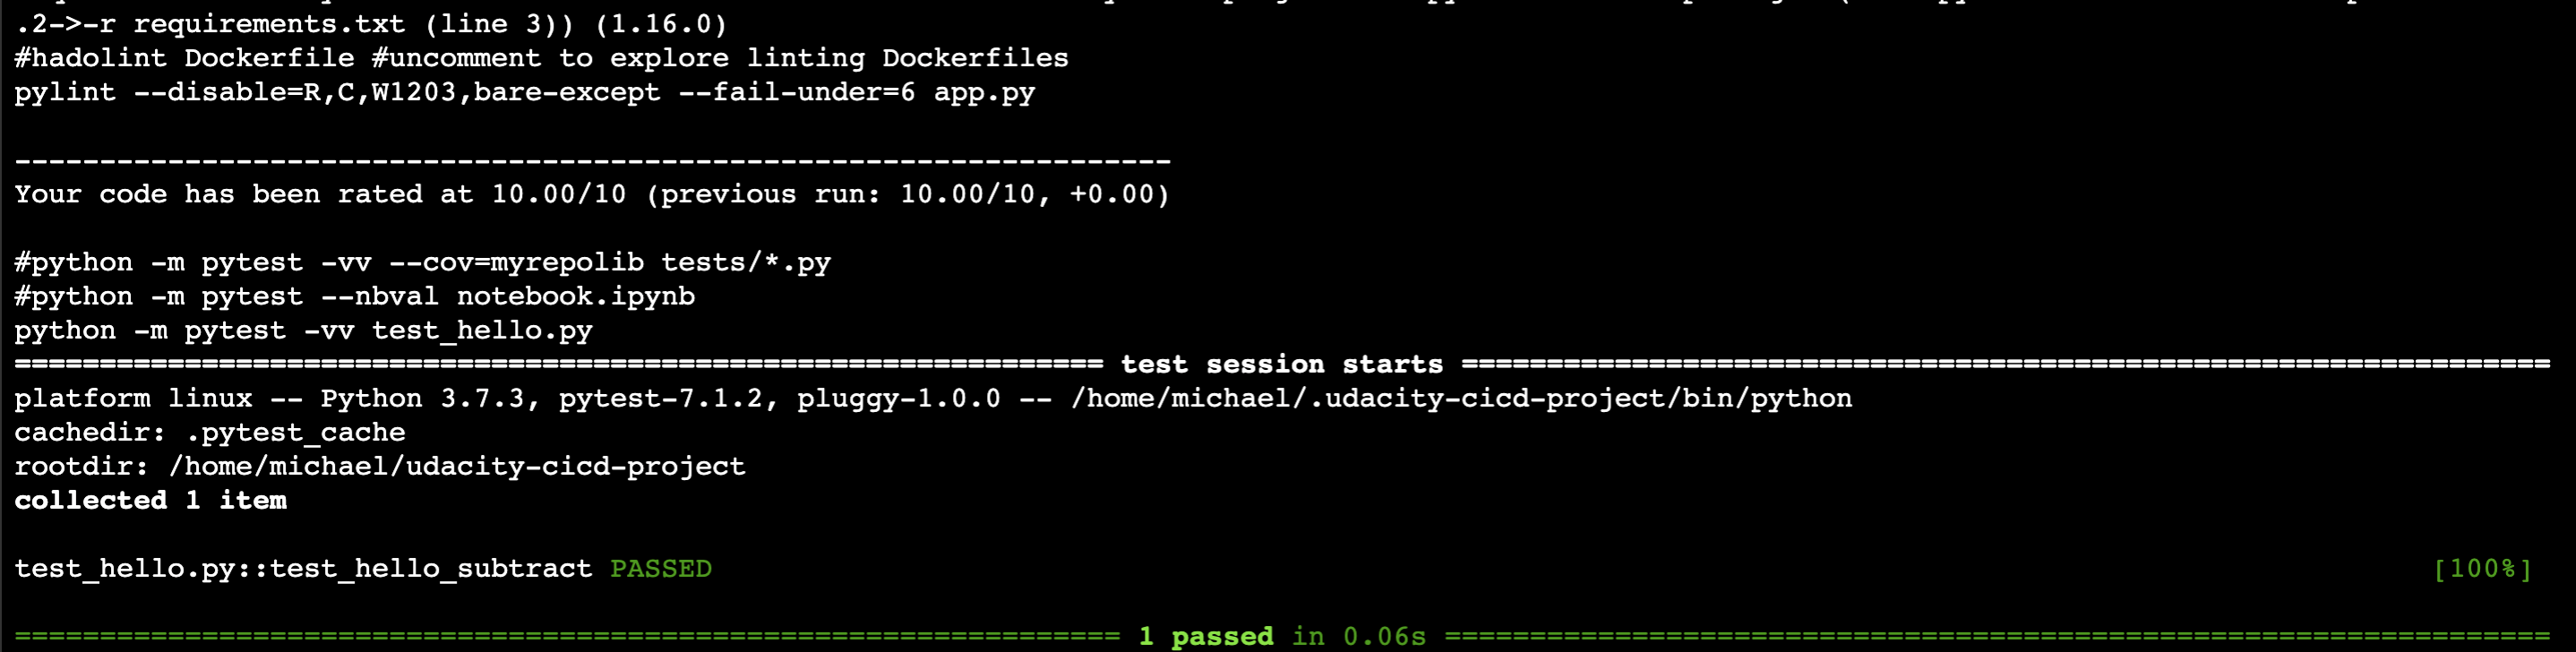 .2->-r requirements.txt (line 3)) (1.16.0)
#hadolint Dockerfile #uncomment to explore linting Dockerfiles
pylint --disable=R,C,W1203,bare-except --fail-under=6 app.py
--------------------------------------------------------------------
Your code has been rated at 10.00/10 (previous run: 10.00/10, +0.00)
#python -m pytest -vv --cov=myrepolib tests/*.py
#python -m pytest --nbval notebook.ipynb
python -m pytest -vv test_hello.py
================================================================ test session starts ================================================================
platform linux -- Python 3.7.3, pytest-7.1.2, pluggy-1.0.0 -- /home/michael/.udacity-cicd-project/bin/python
cachedir: .pytest_cache
rootdir: /home/michael/udacity-cicd-project
collected 1 item
test_hello.py::test_hello_subtract PASSED [100%]
================================================================= 1 passed in 0.06s =================================================================